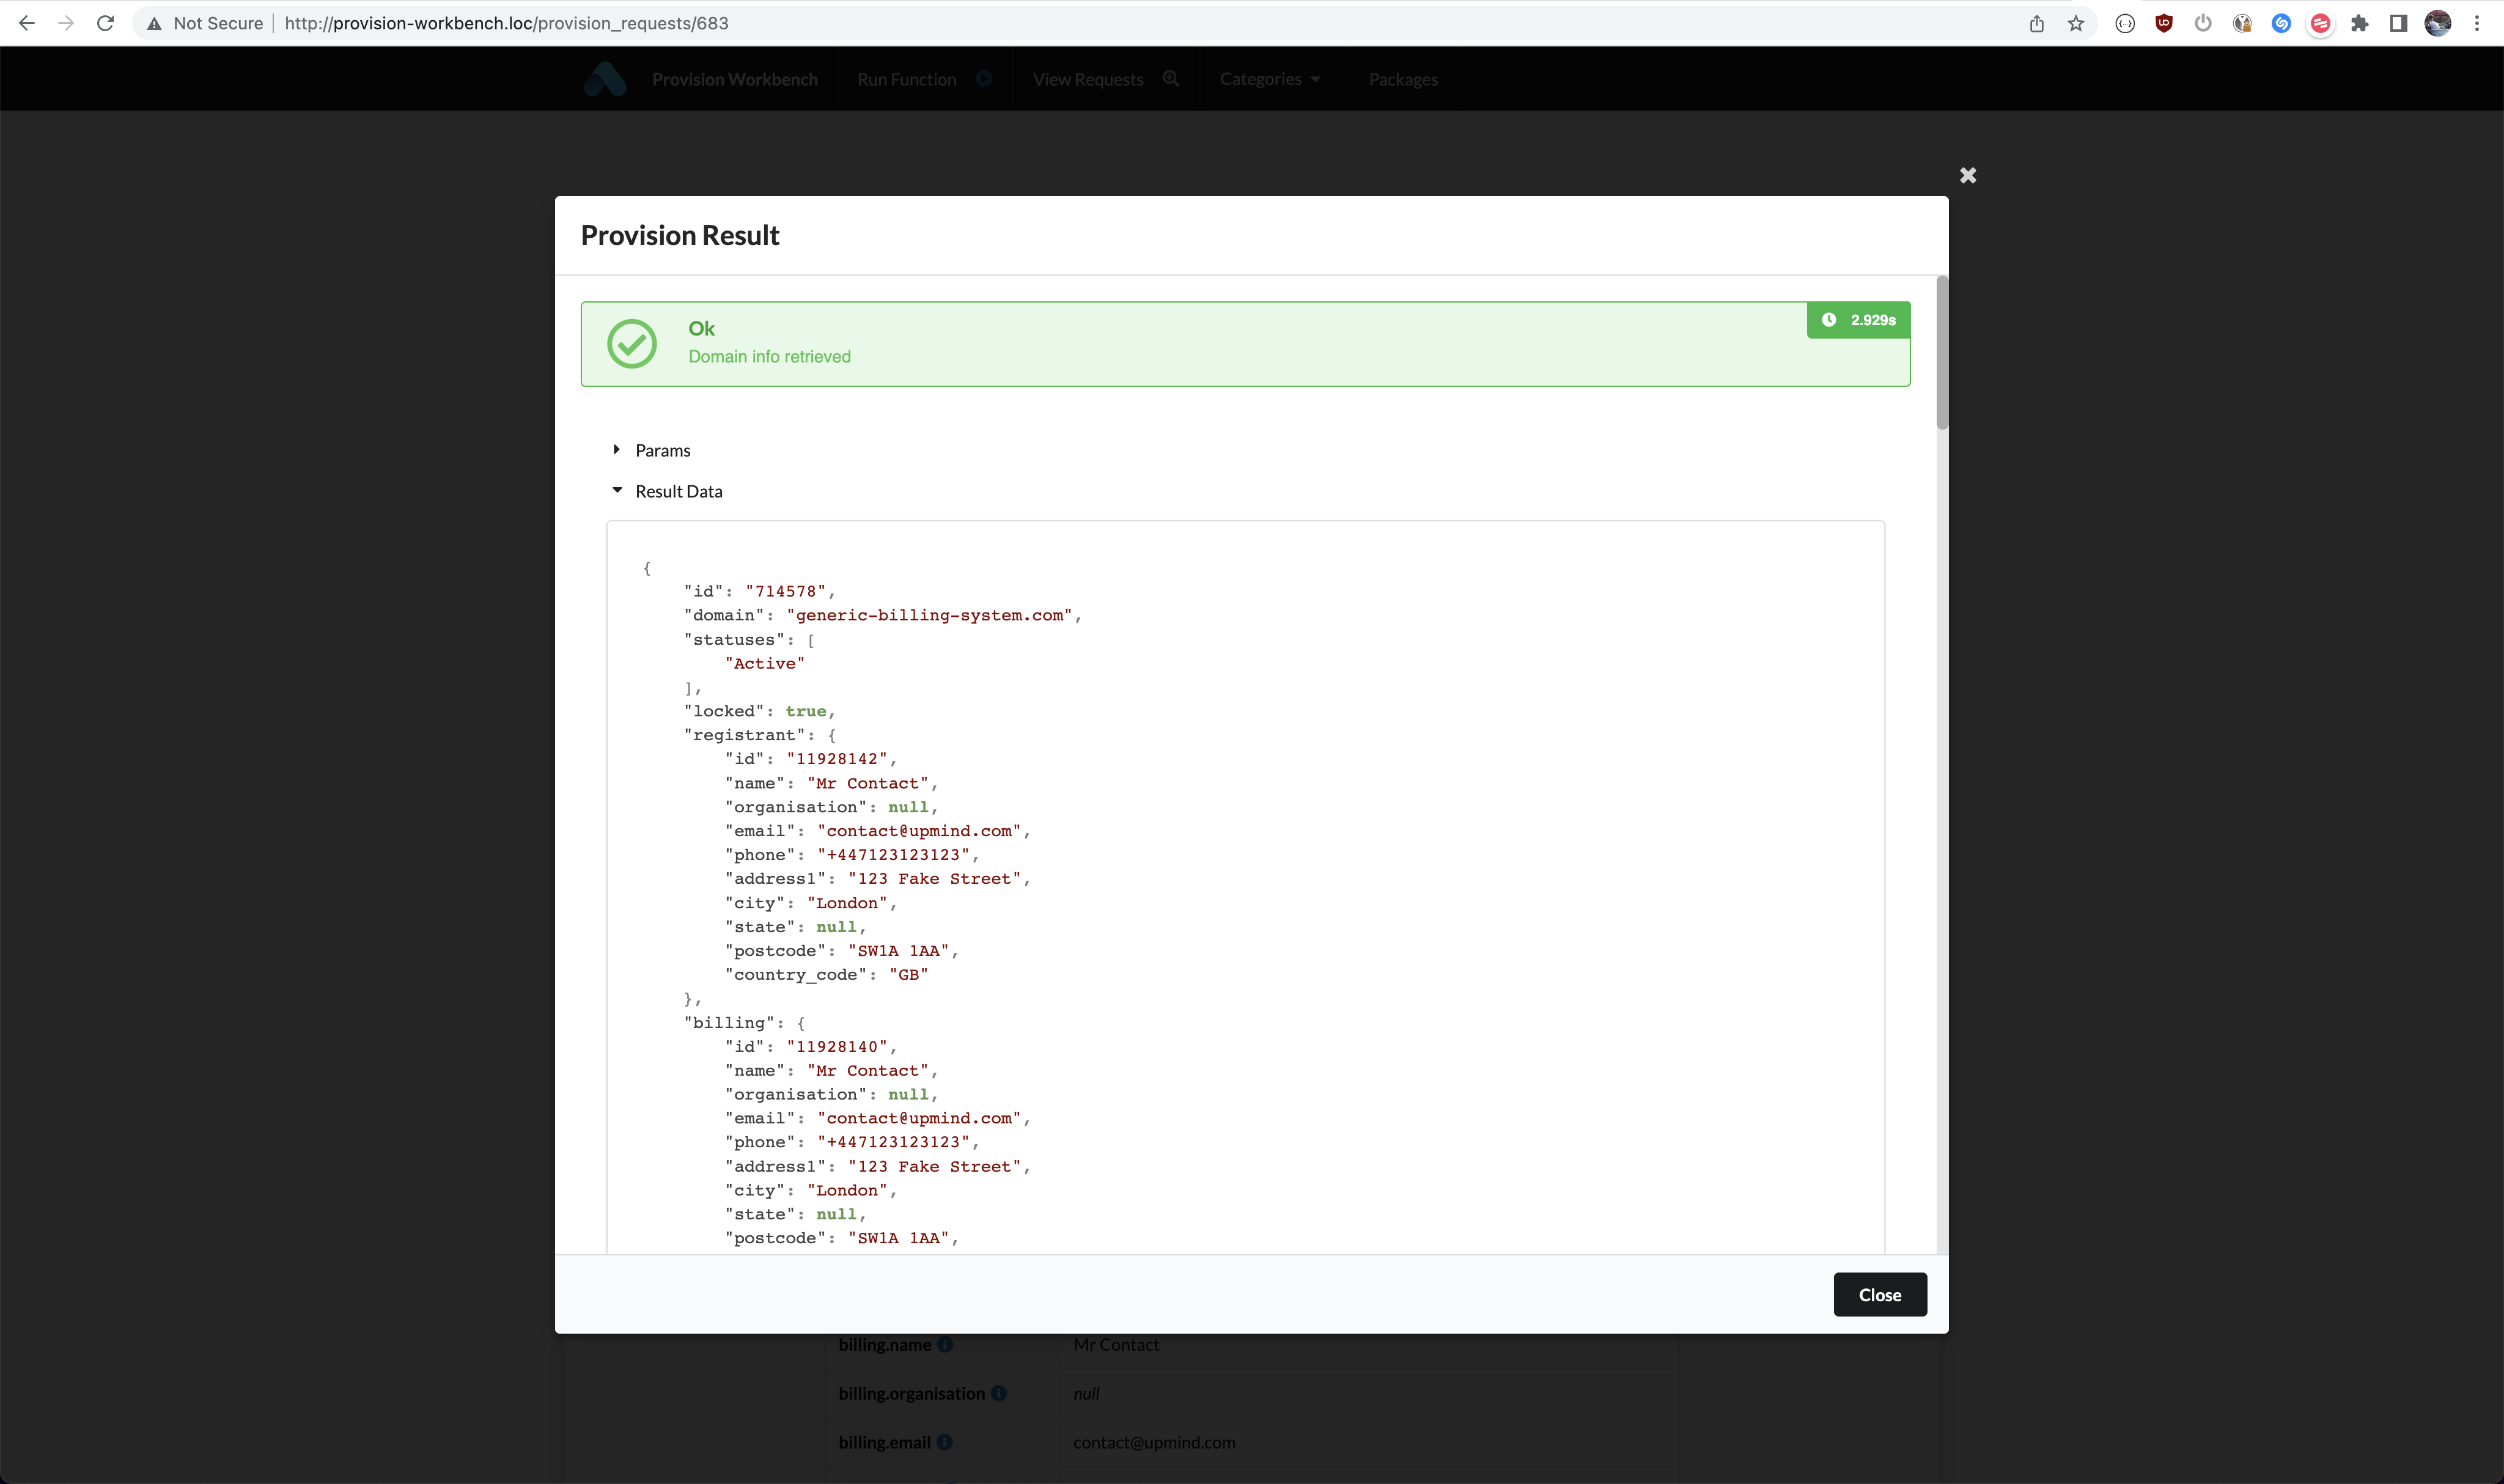 Not Secure http://provision-workbench.loc/provision_requests/683
Provision Workbench Run Function View Requests Categories Packages
Provision Result
Ok
Domain info retrieved
2.929s
Params
Result Data
{
"id": "714578",
"domain": "generic-billing-system.com",
"statuses": [
"Active"
],
"locked": true,
"registrant": {
"id": "11928142",
"name": "Mr Contact",
"organisation": null,
"email": "contact@upmind.com",
"phone": "+447123123123",
"address1": "123 Fake Street",
"city": "London",
"state": null,
"postcode": "SW1A 1AA",
"country_code": "GB"
},
"billing": {
"id": "11928140",
"name": "Mr Contact",
"organisation": null,
"email": "contact@upmind.com",
"phone": "+447123123123",
"address1": "123 Fake Street",
"city": "London",
"state": null,
"postcode": "SW1A 1AA",
Close
billing.name Mr Contact
billing.organisation null
billing.email contact@upmind.com